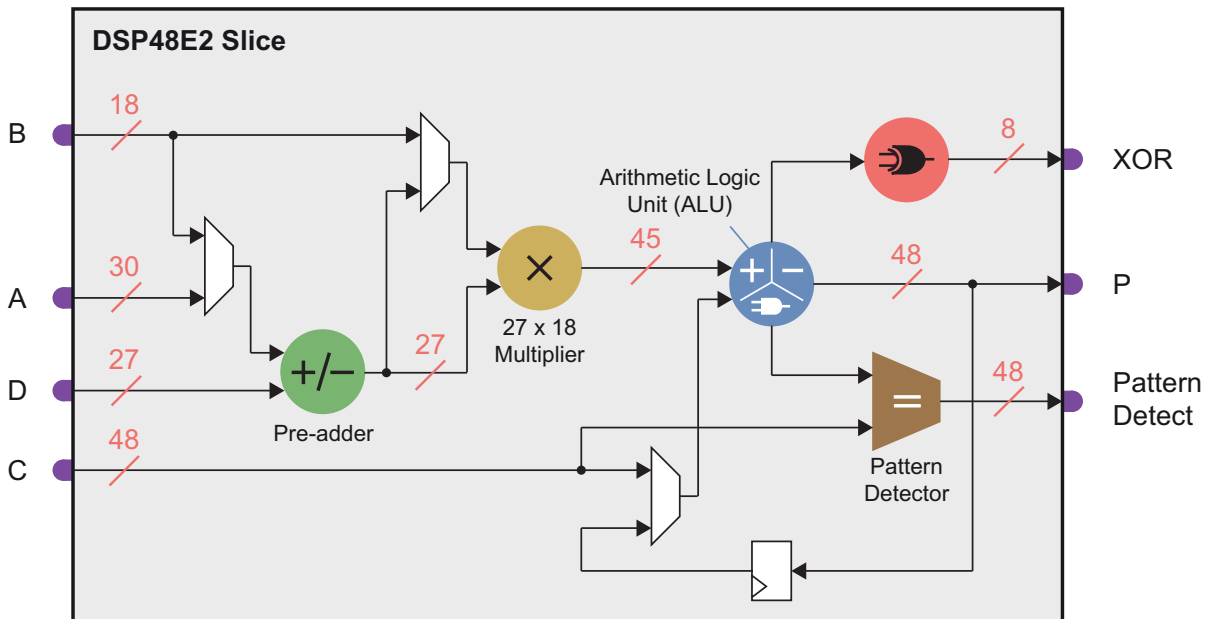 DSP48E2 Slice
B
18
8
XOR
Arithmetic Logic
Unit (ALU)
A
30
45
+ −
48
P
×
27 x 18
Multiplier
D
27
+/−
27
Pre-adder
=
48
Pattern
Detect
C
48
Pattern
Detector